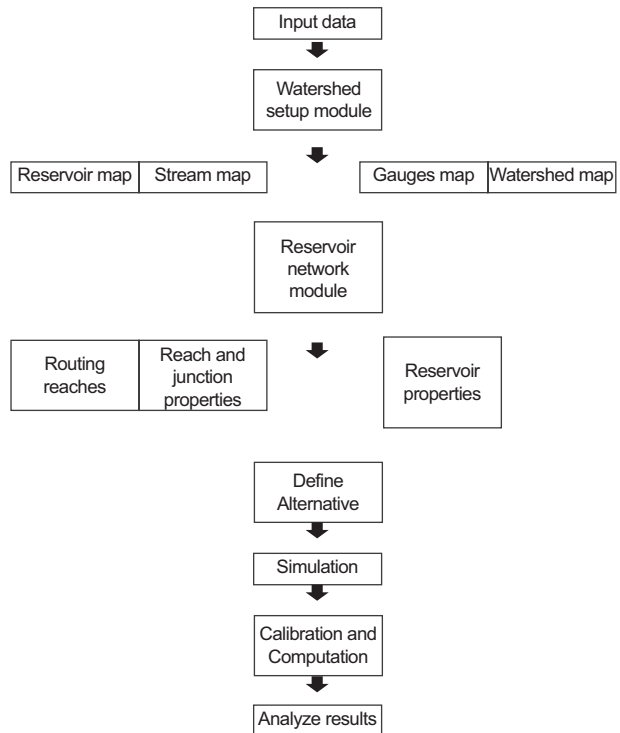 Input data
Watershed
setup module
Reservoir map
Stream map
Gauges map
Watershed map
Reservoir
network
module
Routing
reaches
Reach and
junction
properties
Reservoir
properties
Define
Alternative
Simulation
Calibration and
Computation
Analyze results